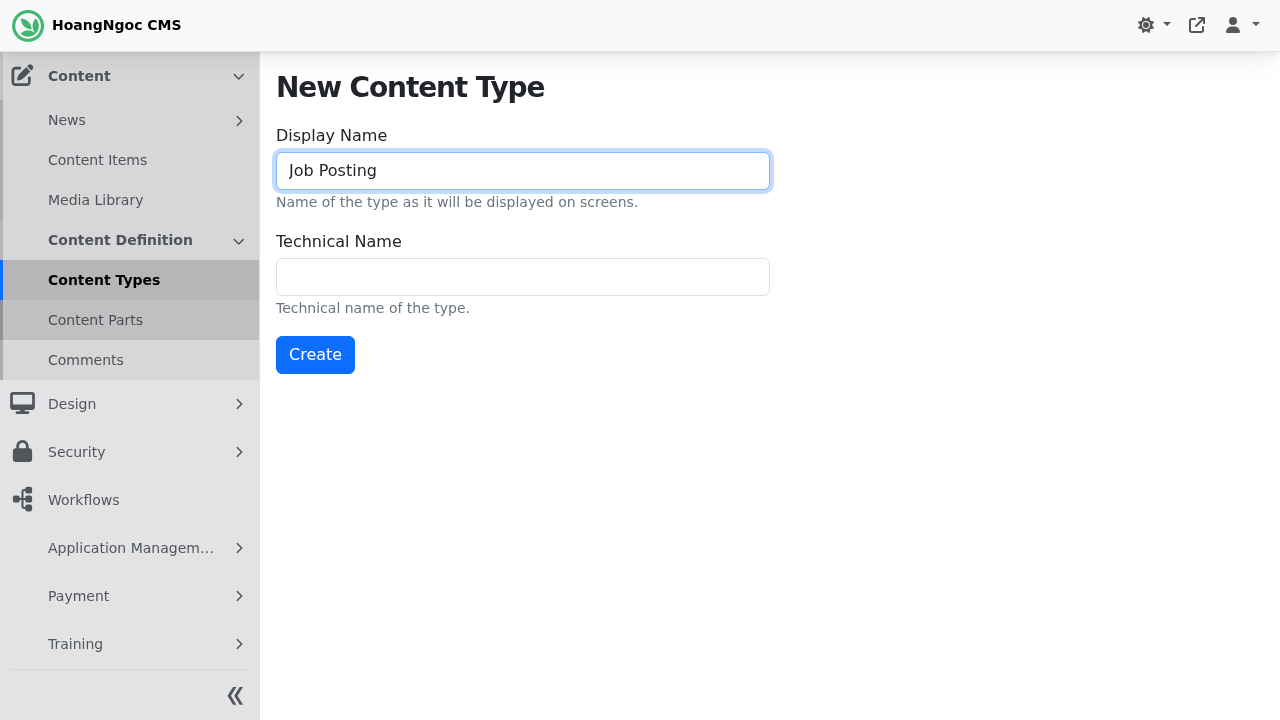 HoangNgoc CMS
Content
News
Content Items
Media Library
Content Definition
Content Types
Content Parts
Comments
Design
Security
Workflows
Application Managem...
Payment
Training
New Content Type
Display Name
Job Posting
Name of the type as it will be displayed on screens.
Technical Name
Technical name of the type.
Create